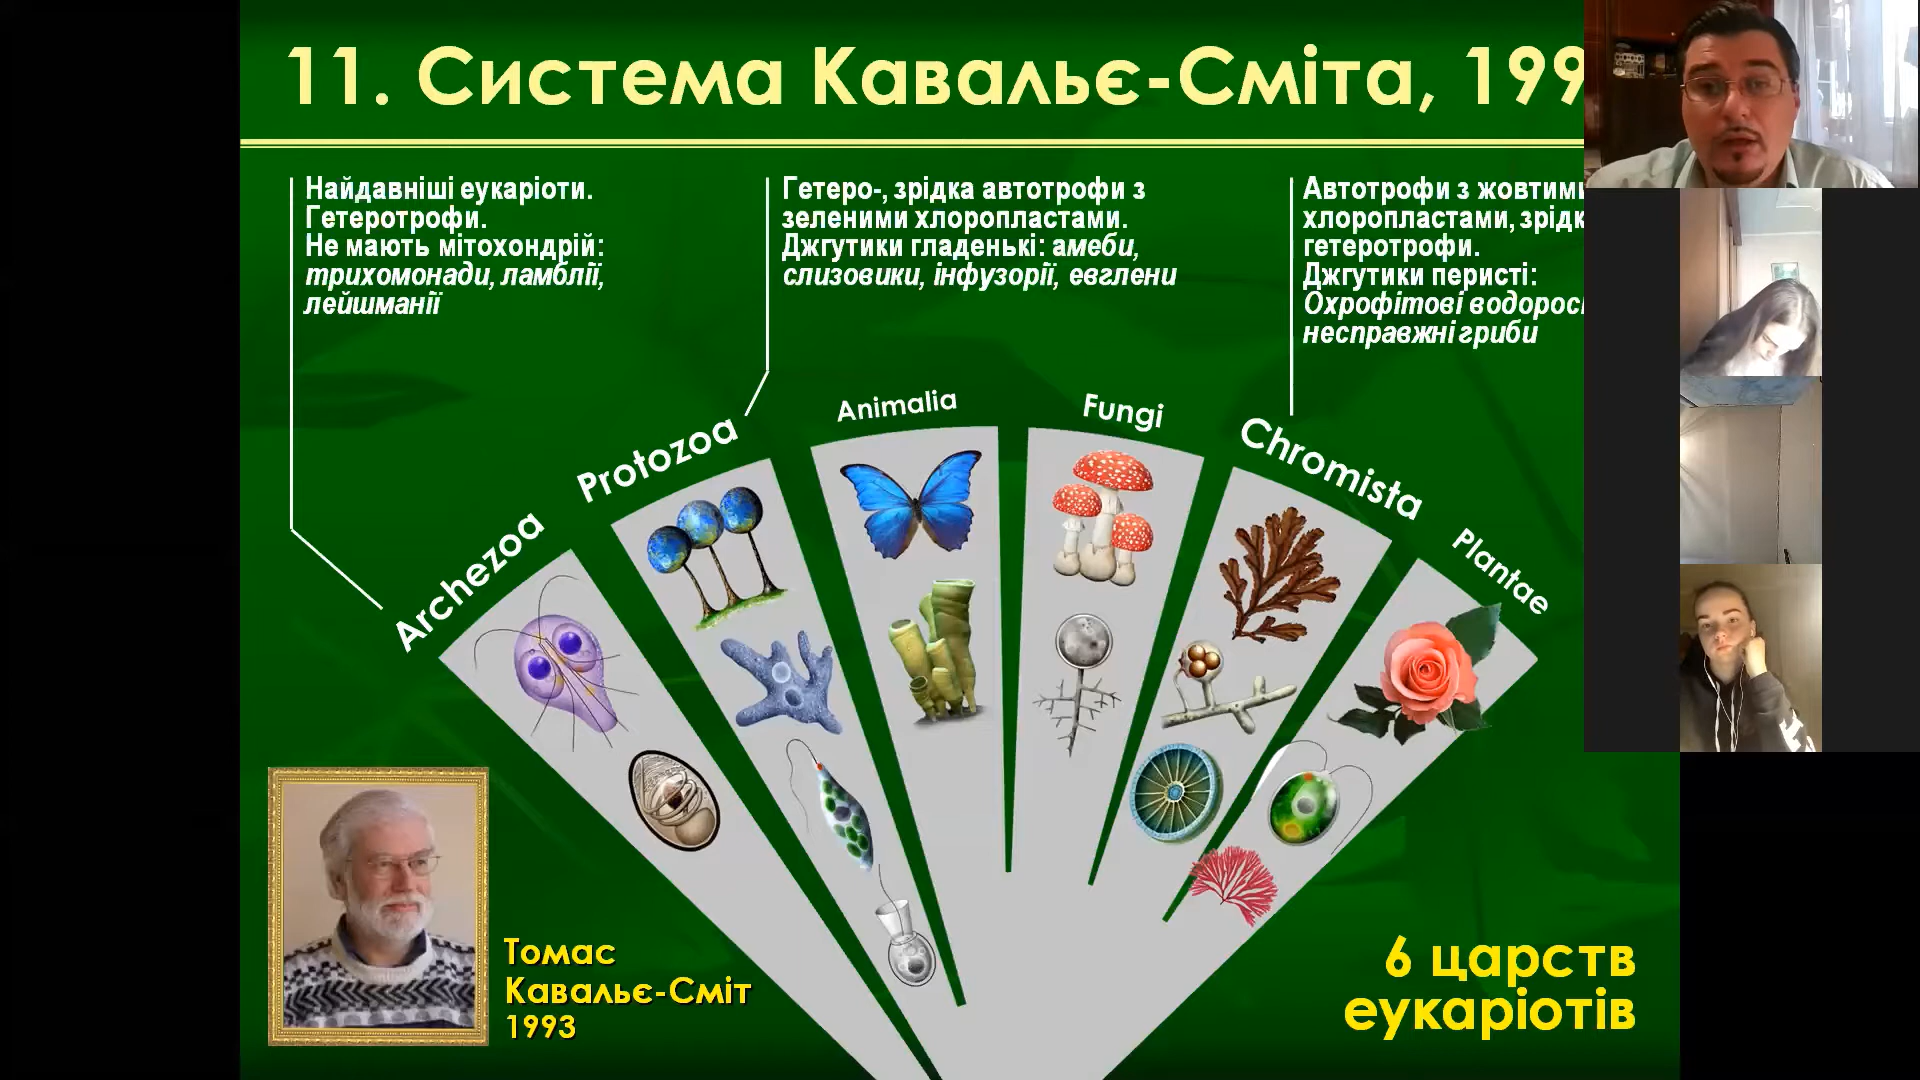 11. Система Кавальє-Сміта, 199
Найдавніші еукаріоти.
Гетеротрофи.
Не мають мітохондрій:
трихомонади, ламблії,
лейшманії
Гетеро-, зрідка автотрофи з
зеленими хлоропластами.
Джгутики гладенькі: амеби,
слизовики, інфузорії, евглени
Автотрофи з жовтими
хлоропластами, зрідк
гетеротрофи.
Джгутики перисті:
Охрофітові водорос
несправжні гриби
Archezoa
Protozoa
Animalia
Fungi
Chromista
Plantae
Томас
Кавальє-Сміт
1993
6 царств
еукаріотів